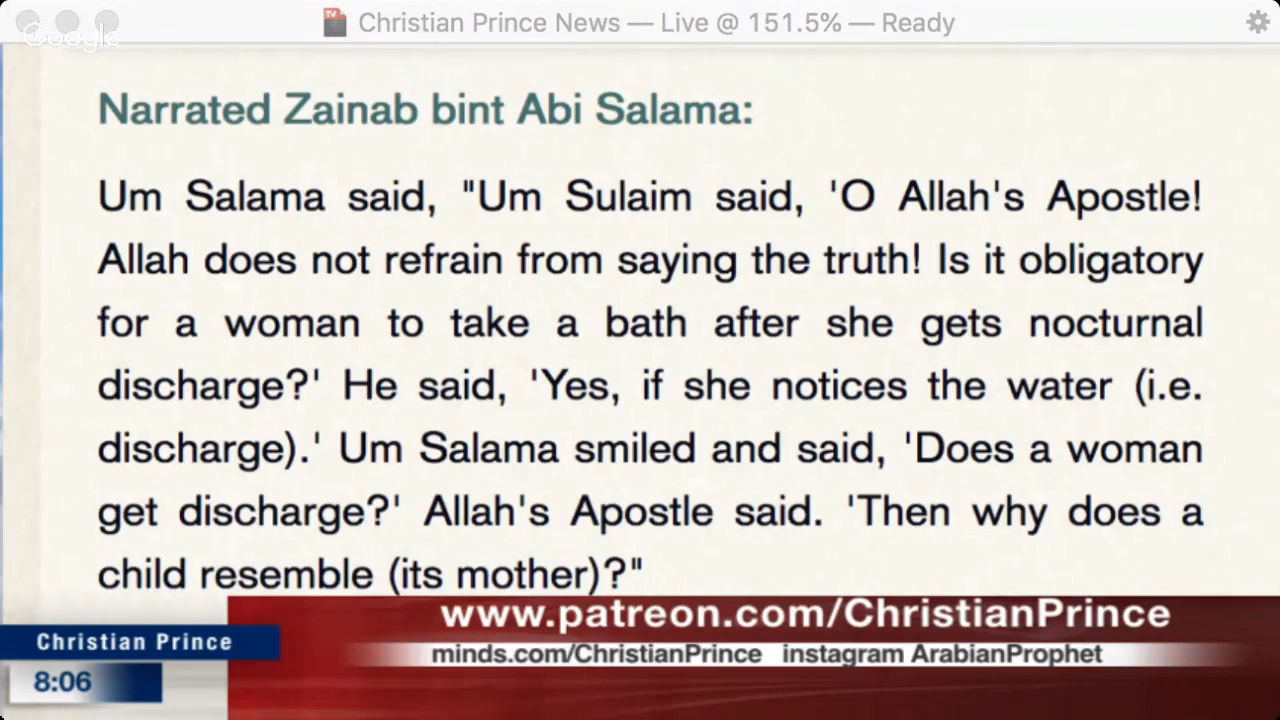 Christian Prince News — Live @ 151.5% — Ready
Google
Narrated Zainab bint Abi Salama:
Um Salama said, "Um Sulaim said, 'O Allah's Apostle!
Allah does not refrain from saying the truth! Is it obligatory
for a woman to take a bath after she gets nocturnal
discharge?' He said, 'Yes, if she notices the water (i.e.
discharge).' Um Salama smiled and said, 'Does a woman
get discharge?' Allah's Apostle said. 'Then why does a
child resemble (its mother)?"
www.patreon.com/ChristianPrince
Christian Prince
minds.com/ChristianPrince instagram ArabianProphet
8:06